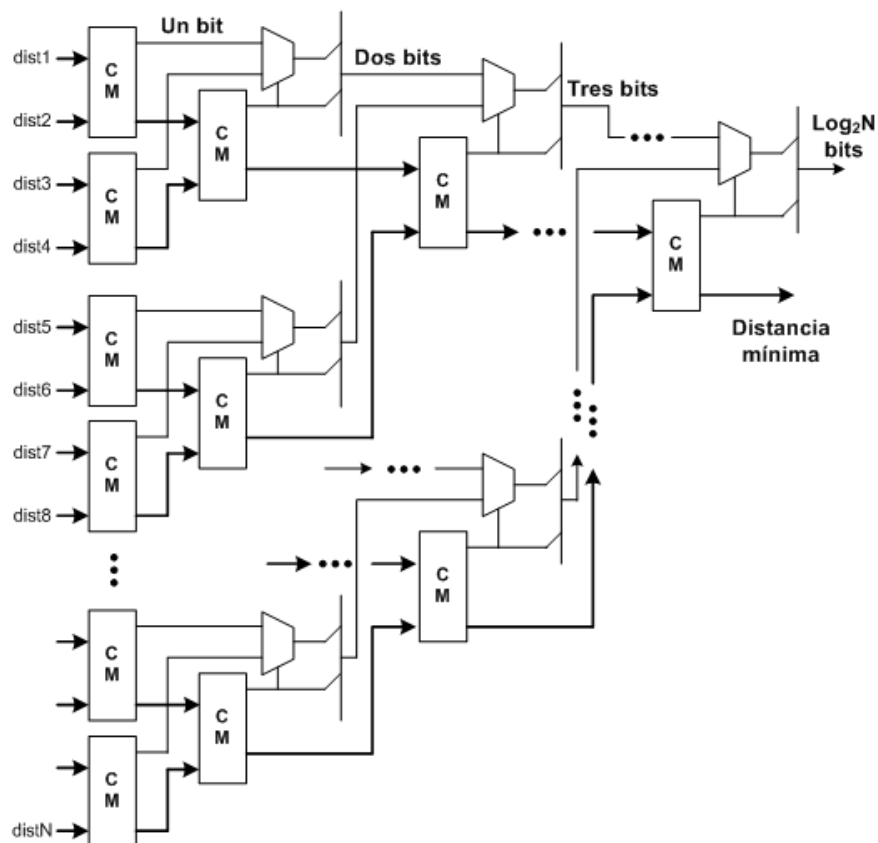 Un bit
dist1
C
M
Dos bits
Tres bits
dist2
C
M
Log₂N
bits
dist3
C
M
C
M
dist4
C
M
dist5
C
M
Distancia
mínima
dist6
C
M
dist7
C
M
dist8
C
M
C
M
C
M
C
M
distN